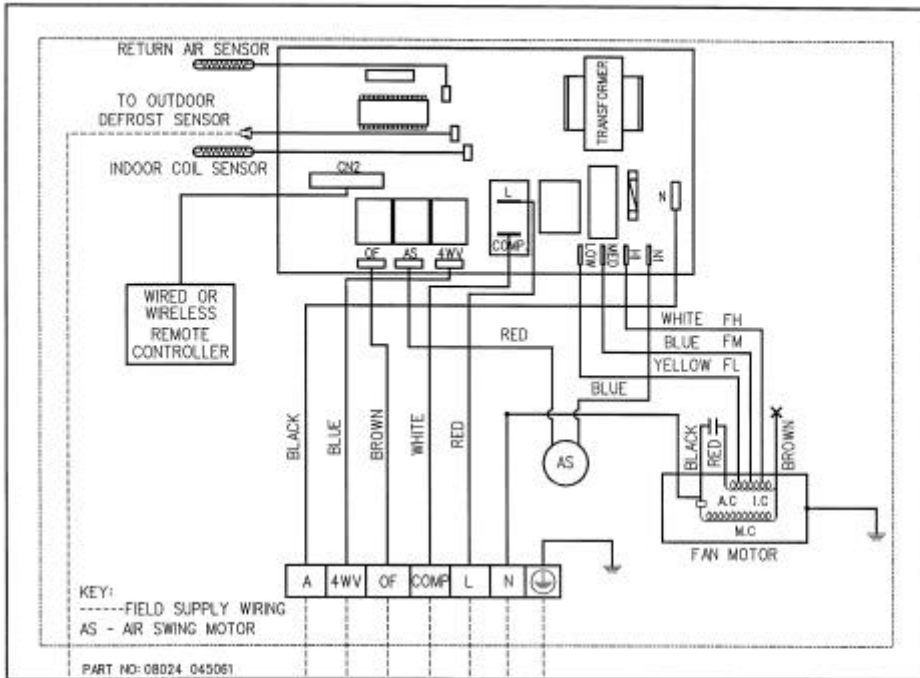 RETURN AIR SENSOR
TO OUTDOOR
DEFROST SENSOR
INDOOR COIL SENSOR
TRANSFORMER
CN2
L
N
COMP.
OF AS 4WV
LOW
MED
HI
N1
WIRED OR
WIRELESS
REMOTE
CONTROLLER
RED
WHITE FH
BLUE FM
YELLOW FL
BLUE
BLACK
BLUE
BROWN
WHITE
RED
AS
BLACK
RED
BROWN
A.C I.C
M.C
FAN MOTOR
A 4WV OF COMP L N
KEY:
------FIELD SUPPLY WIRING
AS - AIR SWING MOTOR
PART NO: 08024 045061